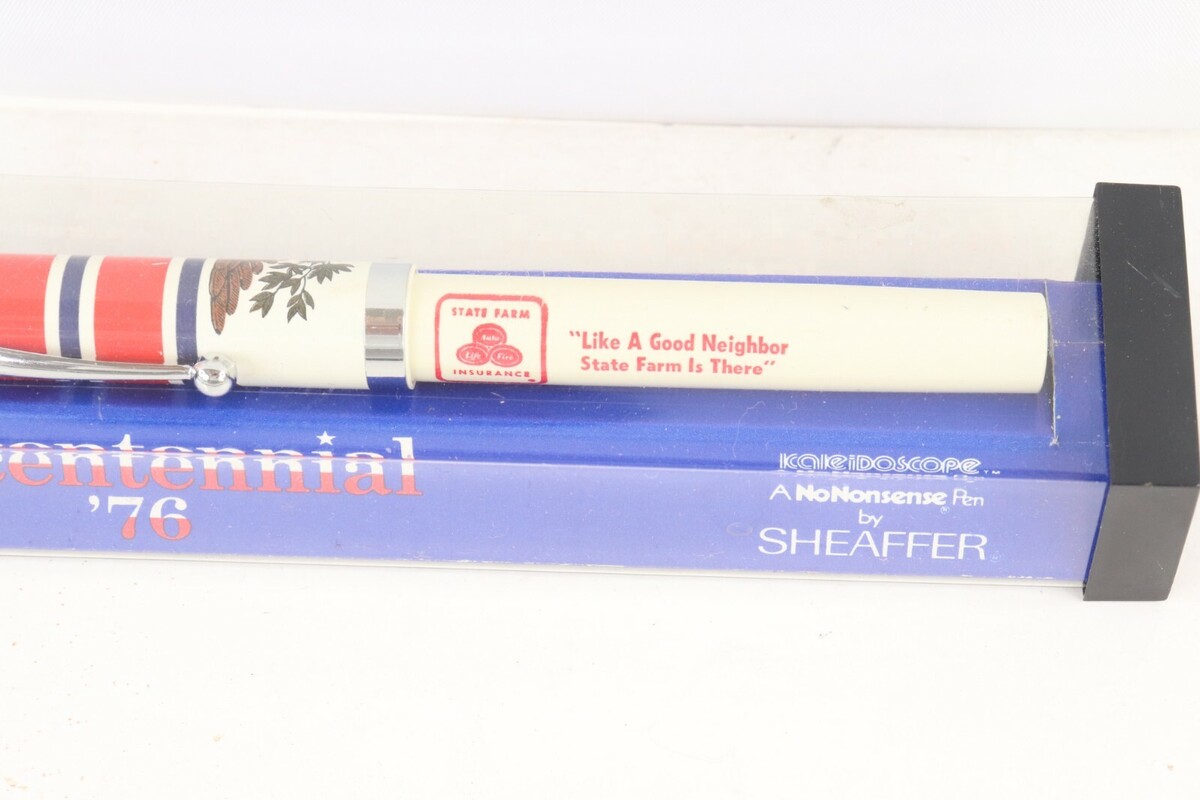 STATE FARM
Auto
Life Fire
INSURANCE
"Like A Good Neighbor
State Farm Is There"
centennial
'76
KALEIDOSCOPE™
A NoNonsense® Pen
by
SHEAFFER®